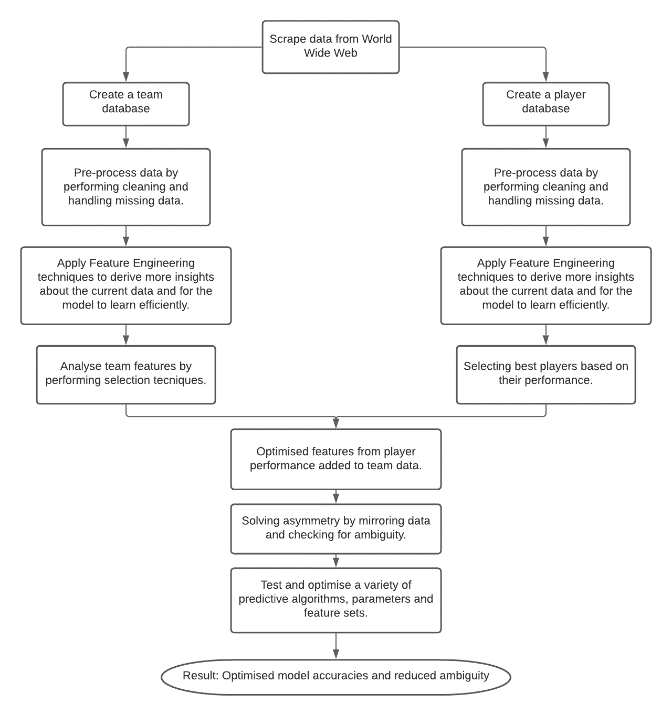 Scrape data from World
Wide Web
Create a team
database
Create a player
database
Pre-process data by
performing cleaning and
handling missing data.
Pre-process data by
performing cleaning and
handling missing data.
Apply Feature Engineering
techniques to derive more insights
about the current data and for the
model to learn efficiently.
Apply Feature Engineering
techniques to derive more insights
about the current data and for the
model to learn efficiently.
Analyse team features by
performing selection tecniques.
Selecting best players based on
their performance.
Optimised features from player
performance added to team data.
Solving asymmetry by mirroring data
and checking for ambiguity.
Test and optimise a variety of
predictive algorithms, parameters and
feature sets.
Result: Optimised model accuracies and reduced ambiguity